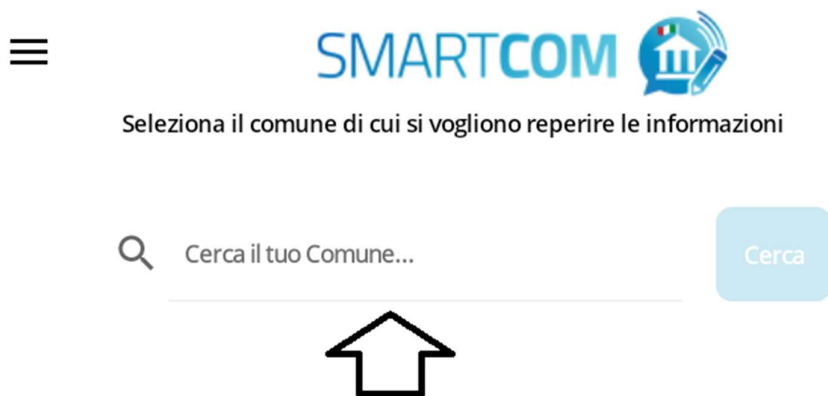 SMARTCOM
Seleziona il comune di cui si vogliono reperire le informazioni
Cerca il tuo Comune...
Cerca